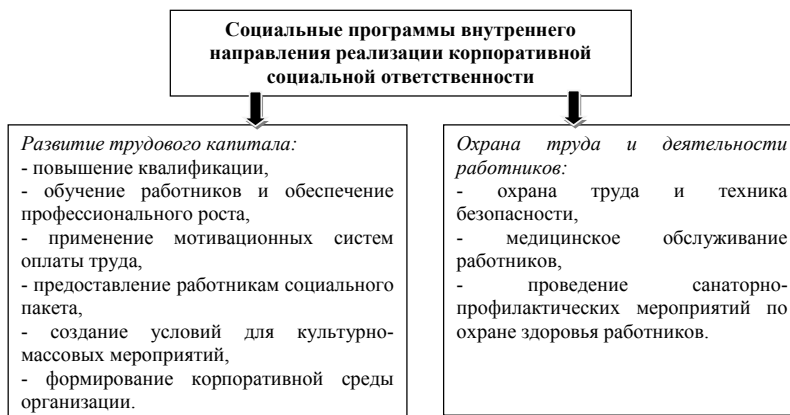 Социальные программы внутреннего
направления реализации корпоративной
социальной ответственности
Развитие трудового капитала:
- повышение квалификации,
- обучение работников и обеспечение
профессионального роста,
- применение мотивационных систем
оплаты труда,
- предоставление работникам социального
пакета,
- создание условий для культурно-
массовых мероприятий,
- формирование корпоративной среды
организации.
Охрана труда и деятельности
работников:
- охрана труда и техника
безопасности,
- медицинское обслуживание
работников,
- проведение санаторно-
профилактических мероприятий по
охране здоровья работников.